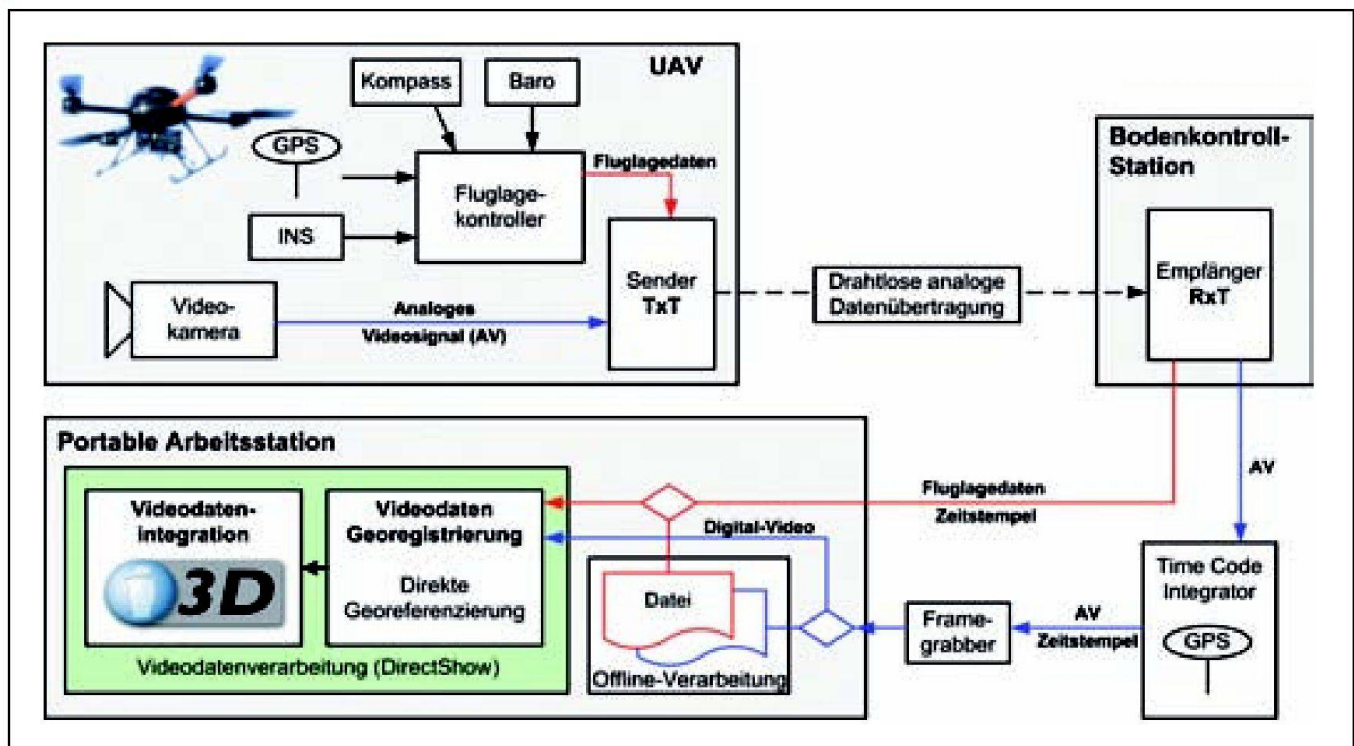 UAV
Kompass
Baro
GPS
Fluglagedaten
Fluglage-
kontroller
INS
Sender
TxT
Video-
kamera
Analoges
Videosignal (AV)
Drahtlose analoge
Datenübertragung
Bodenkontroll-
Station
Empfänger
RxT
Portable Arbeitsstation
Videodaten-
integration
3D
Videodaten
Georegistrierung
Direkte
Georeferenzierung
Videodatenverarbeitung (DirectShow)
Fluglagedaten
Zeitstempel
Digital-Video
Datei
Offline-Verarbeitung
Frame-
grabber
AV
Zeitstempel
AV
Time Code
Integrator
GPS